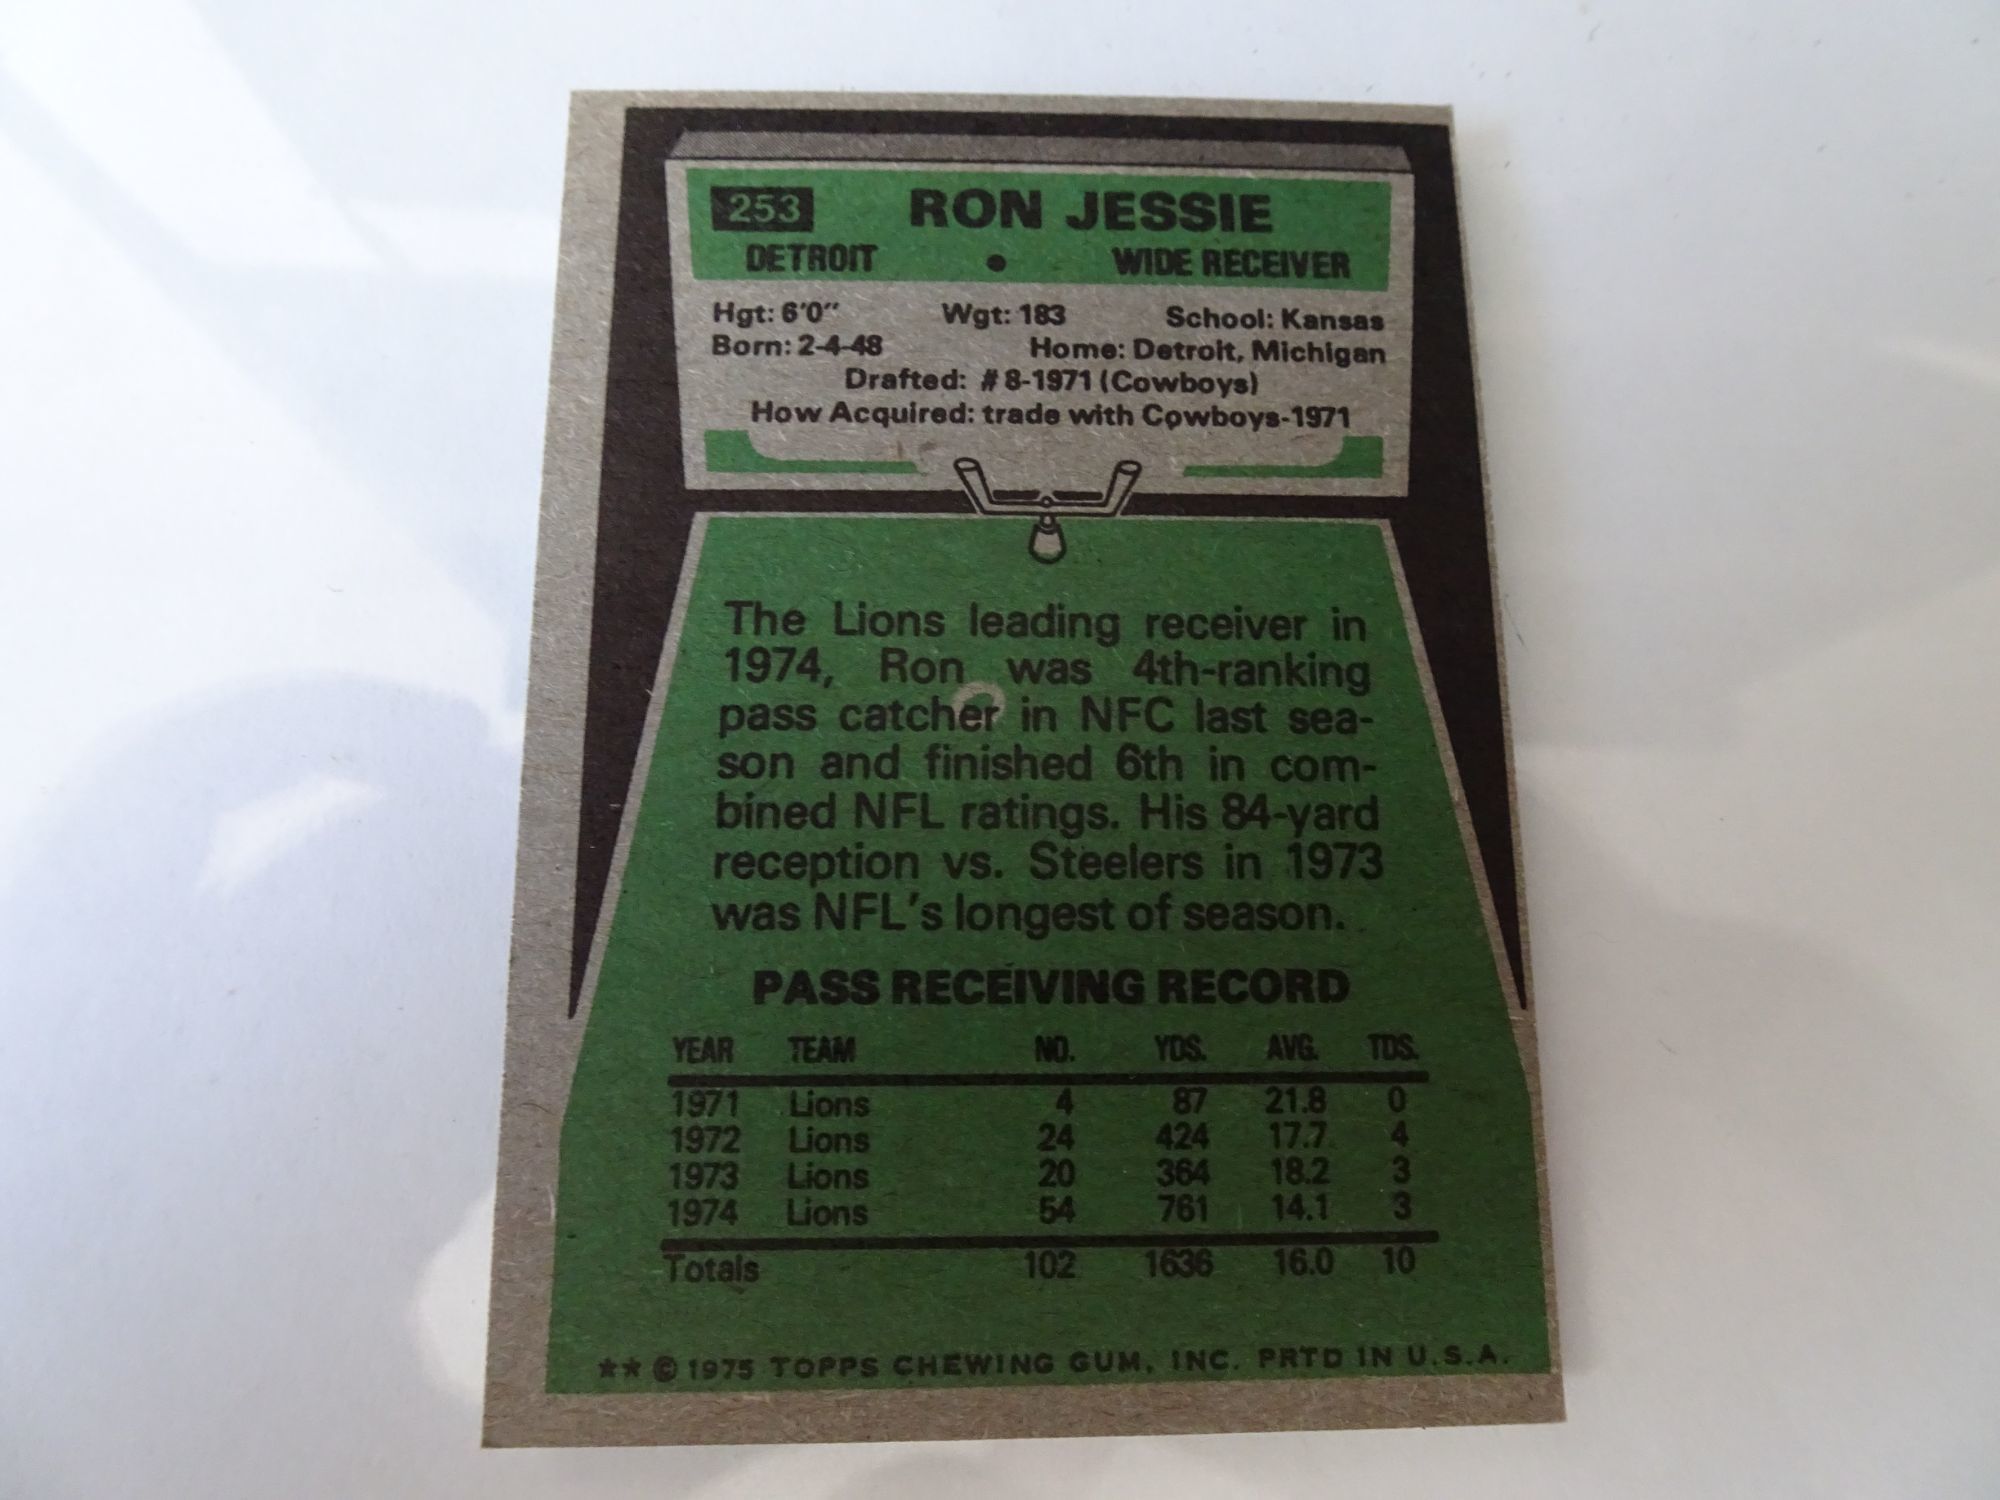 253 RON JESSIE
DETROIT • WIDE RECEIVER
Hgt: 6'0" Wgt: 183 School: Kansas
Born: 2-4-48 Home: Detroit, Michigan
Drafted: #8-1971 (Cowboys)
How Acquired: trade with Cowboys-1971
The Lions leading receiver in
1974, Ron was 4th-ranking
pass catcher in NFC last sea-
son and finished 6th in com-
bined NFL ratings. His 84-yard
reception vs. Steelers in 1973
was NFL's longest of season.
PASS RECEIVING RECORD
YEAR TEAM NO. YDS. AVG. TDS.
1971 Lions 4 87 21.8 0
1972 Lions 24 424 17.7 4
1973 Lions 20 364 18.2 3
1974 Lions 54 761 14.1 3
Totals 102 1636 16.0 10
** © 1975 TOPPS CHEWING GUM, INC. PRTD IN U.S.A.